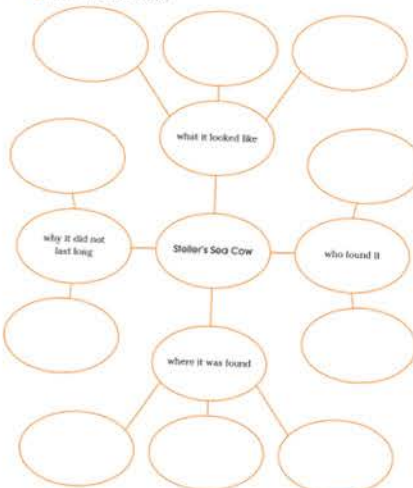 what it looked like
why it did not
last long
Steller's Sea Cow
who found it
where it was found